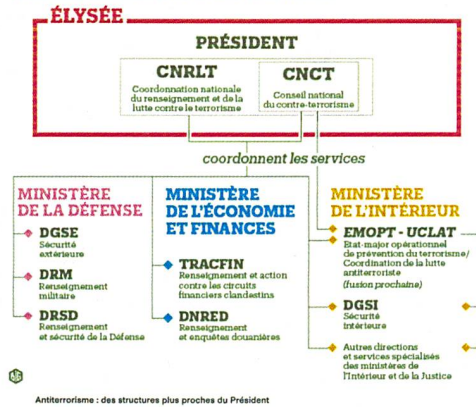 ÉLYSÉE
PRÉSIDENT
CNRLT
Coordonnation nationale
du renseignement et de la
lutte contre le terrorisme
CNCT
Conseil national
du contre-terrorisme
coordonnent les services
MINISTÈRE
DE LA DÉFENSE
DGSE
Sécurité
extérieure
DRM
Renseignement
militaire
DRSD
Renseignement
et sécurité de la Défense
MINISTÈRE
DE L'ÉCONOMIE
ET FINANCES
TRACFIN
Renseignement et action
contre les circuits
financiers clandestins
DNRED
Renseignement
et enquêtes douanières
MINISTÈRE
DE L'INTÉRIEUR
EMOPT - UCLAT
Etat-major opérationnel
de prévention du terrorisme/
Coordination de la lutte
antiterroriste
(fusion prochaine)
DGSI
Sécurité
intérieure
Autres directions
et services spécialisés
des ministères de
l'Intérieur et de la Justice
Antiterrorisme : des structures plus proches du Président